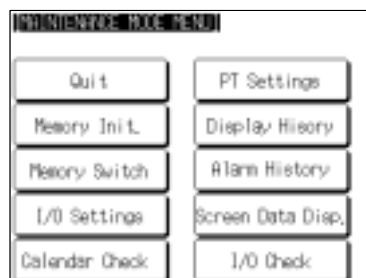 [MAINTENANCE MODE MENU]
Quit
PT Settings
Memory Init.
Display Hisory
Memory Switch
Alarm History
I/O Settings
Screen Data Disp.
Calendar Check
I/O Check